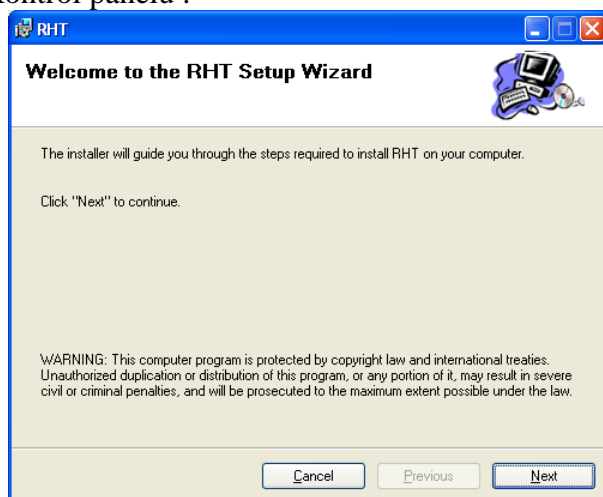 kontrol panela .
RHT
Welcome to the RHT Setup Wizard
The installer will guide you through the steps required to install RHT on your computer.
Click "Next" to continue.
WARNING: This computer program is protected by copyright law and international treaties.
Unauthorized duplication or distribution of this program, or any portion of it, may result in severe
civil or criminal penalties, and will be prosecuted to the maximum extent possible under the law.
Cancel Previous Next